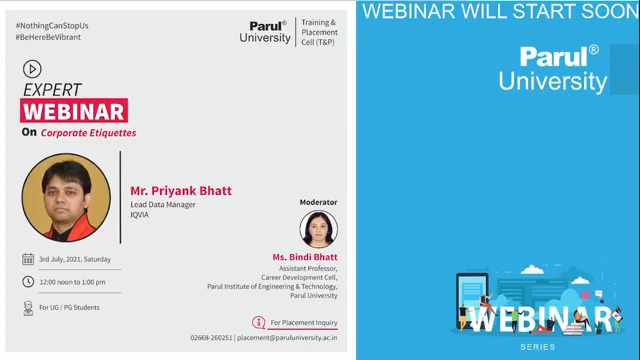 #NothingCanStopUs
#BeHereBeVibrant
Parul®
University
Training &
Placement
Cell (T&P)
EXPERT
WEBINAR
On Corporate Etiquettes
Mr. Priyank Bhatt
Lead Data Manager
IQVIA
Moderator
Ms. Bindi Bhatt
Assistant Professor,
Career Development Cell,
Parul Institute of Engineering & Technology,
Parul University
3rd July, 2021, Saturday
12:00 noon to 1:00 pm
For UG / PG Students
For Placement Inquiry
02668-260251 | placement@paruluniversity.ac.in
WEBINAR WILL START SOON
Parul®
University
WEBINAR
SERIES